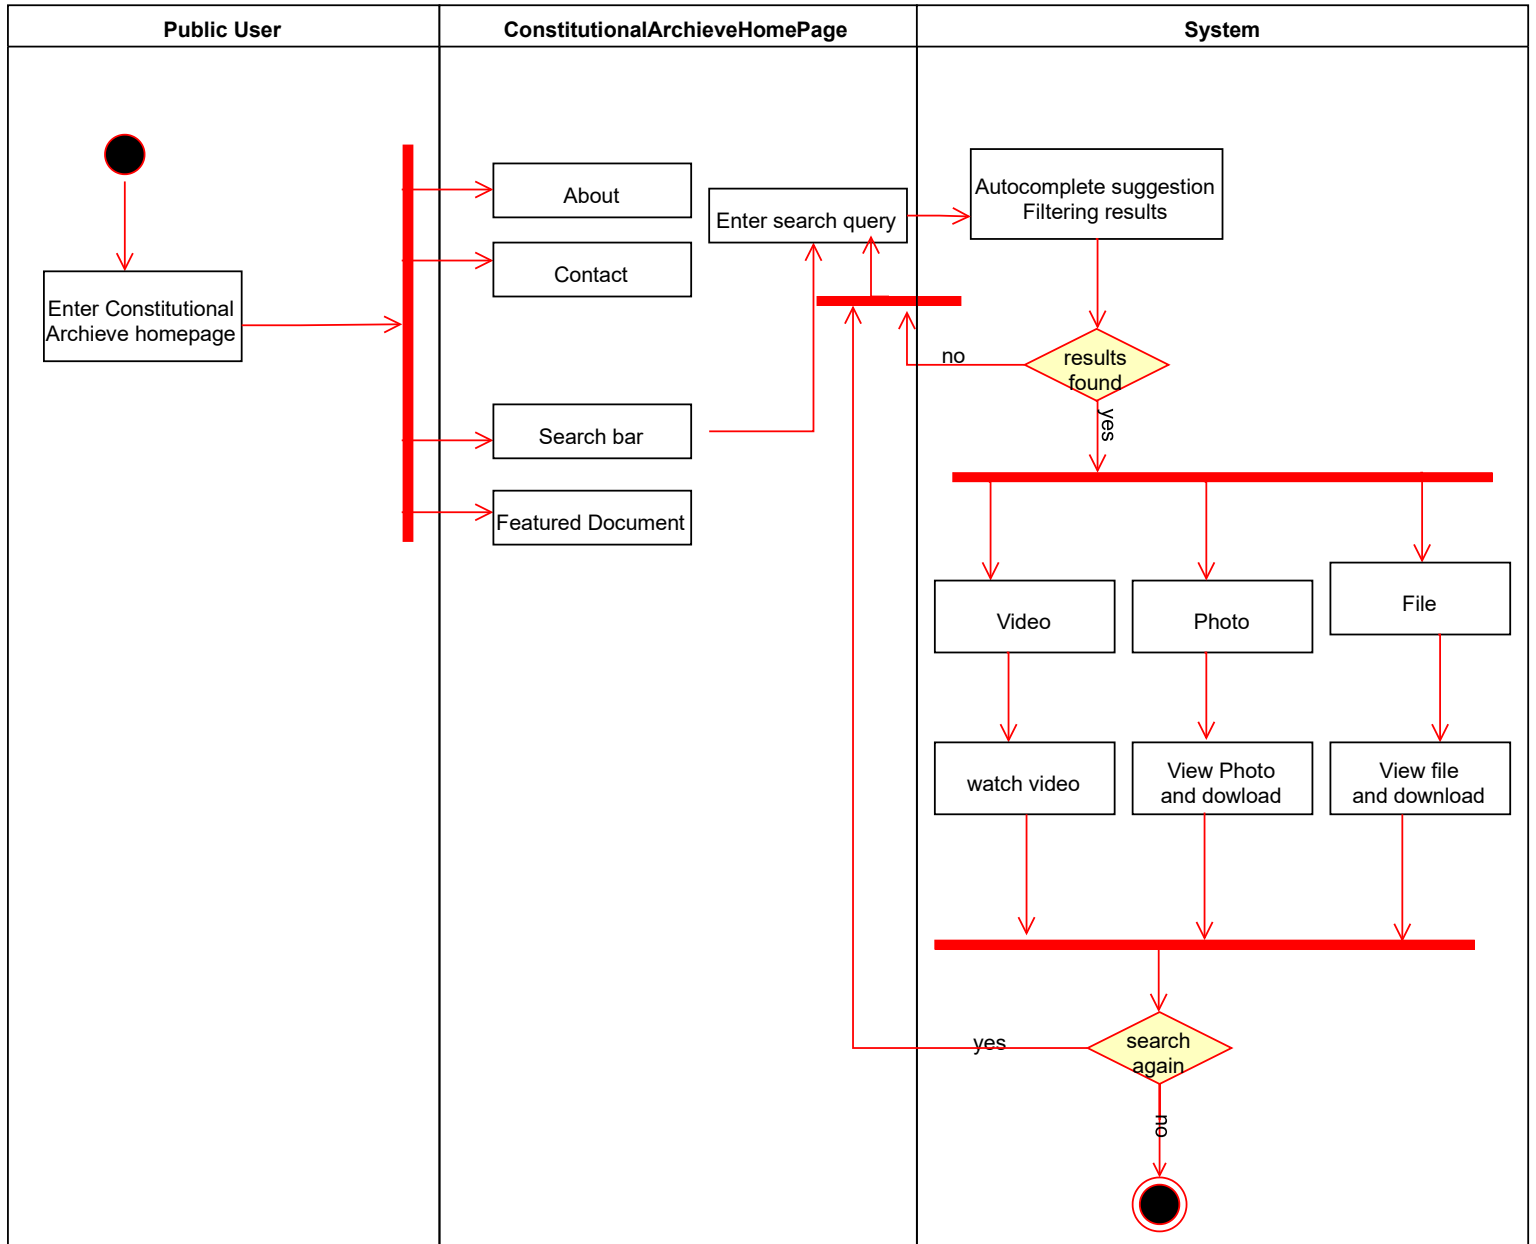 Public User
ConstitutionalArchieveHomePage
System
Enter Constitutional
Archieve homepage
About
Contact
Search bar
Featured Document
Enter search query
Autocomplete suggestion
Filtering results
results
found
no
yes
Video
Photo
File
watch video
View Photo
and dowload
View file
and download
search
again
yes
no